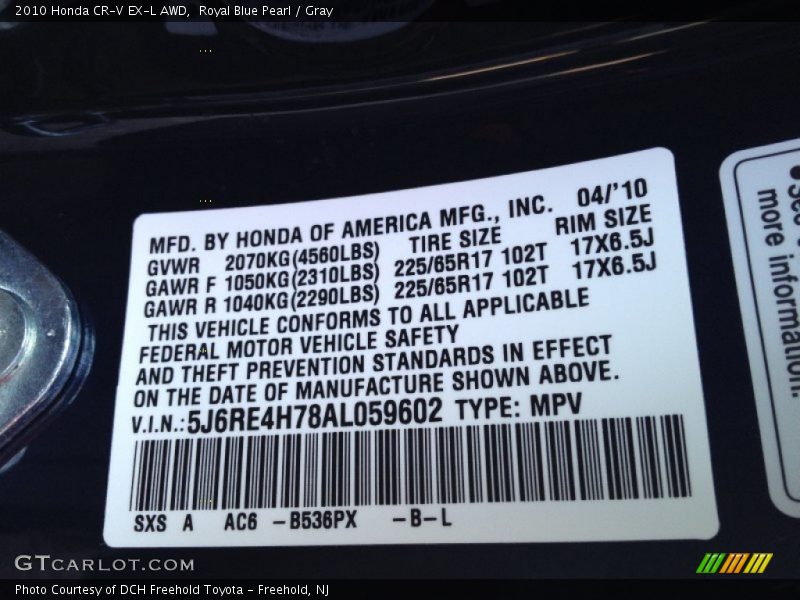 2010 Honda CR-V EX-L AWD,  Royal Blue Pearl / Gray
MFD. BY HONDA OF AMERICA MFG., INC. 04/'10
GVWR 2070KG(4560LBS) TIRE SIZE RIM SIZE
GAWR F 1050KG(2310LBS) 225/65R17 102T 17X6.5J
GAWR R 1040KG(2290LBS) 225/65R17 102T 17X6.5J
THIS VEHICLE CONFORMS TO ALL APPLICABLE
FEDERAL MOTOR VEHICLE SAFETY
AND THEFT PREVENTION STANDARDS IN EFFECT
ON THE DATE OF MANUFACTURE SHOWN ABOVE.
V.I.N.:5J6RE4H78AL059602 TYPE: MPV
SXS A AC6 -B536PX -B-L
more information.
GTCARLOT.COM
Photo Courtesy of DCH Freehold Toyota - Freehold, NJ